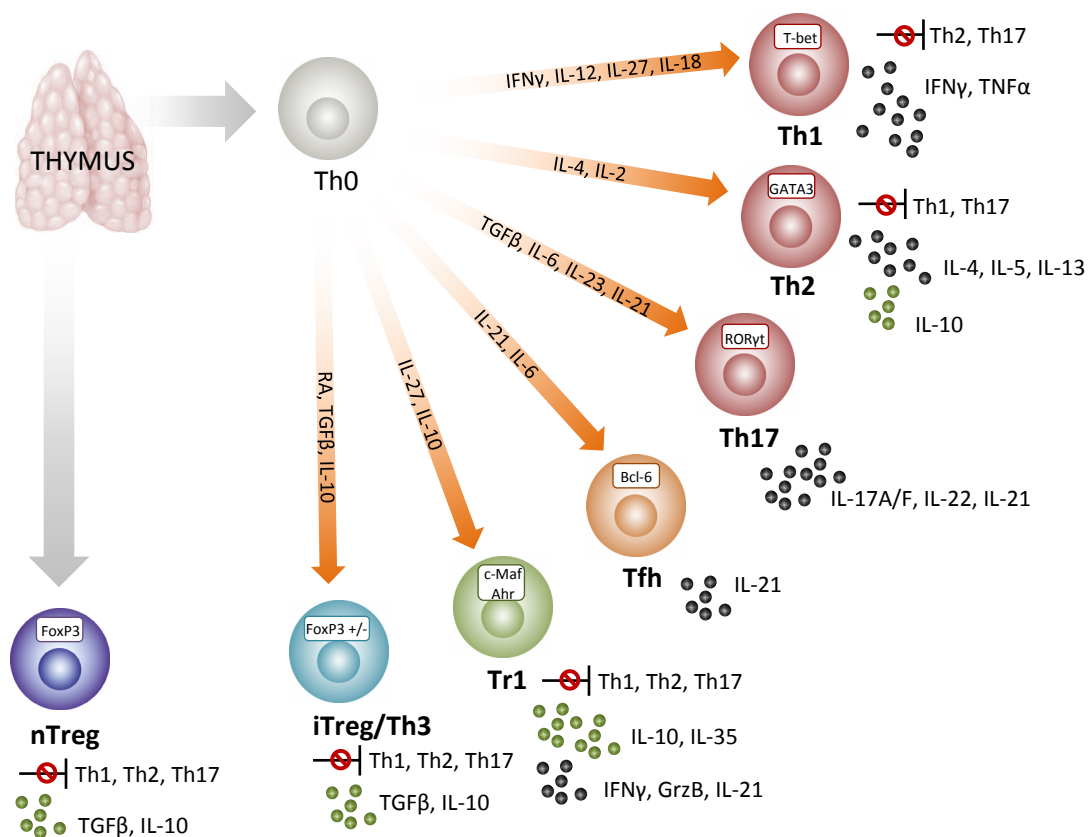 THYMUS
Th0
IFNγ, IL-12, IL-27, IL-18
T-bet
Th1
Th2, Th17
IFNγ, TNFα
IL-4, IL-2
GATA3
Th2
Th1, Th17
IL-4, IL-5, IL-13
IL-10
TGFβ, IL-6, IL-23, IL-21
RORγt
Th17
IL-17A/F, IL-22, IL-21
IL-21, IL-6
Bcl-6
Tfh
IL-21
IL-27, IL-10
c-Maf
Ahr
Tr1
Th1, Th2, Th17
IL-10, IL-35
IFNγ, GrzB, IL-21
RA, TGFβ, IL-10
FoxP3 +/-
iTreg/Th3
Th1, Th2, Th17
TGFβ, IL-10
FoxP3
nTreg
Th1, Th2, Th17
TGFβ, IL-10